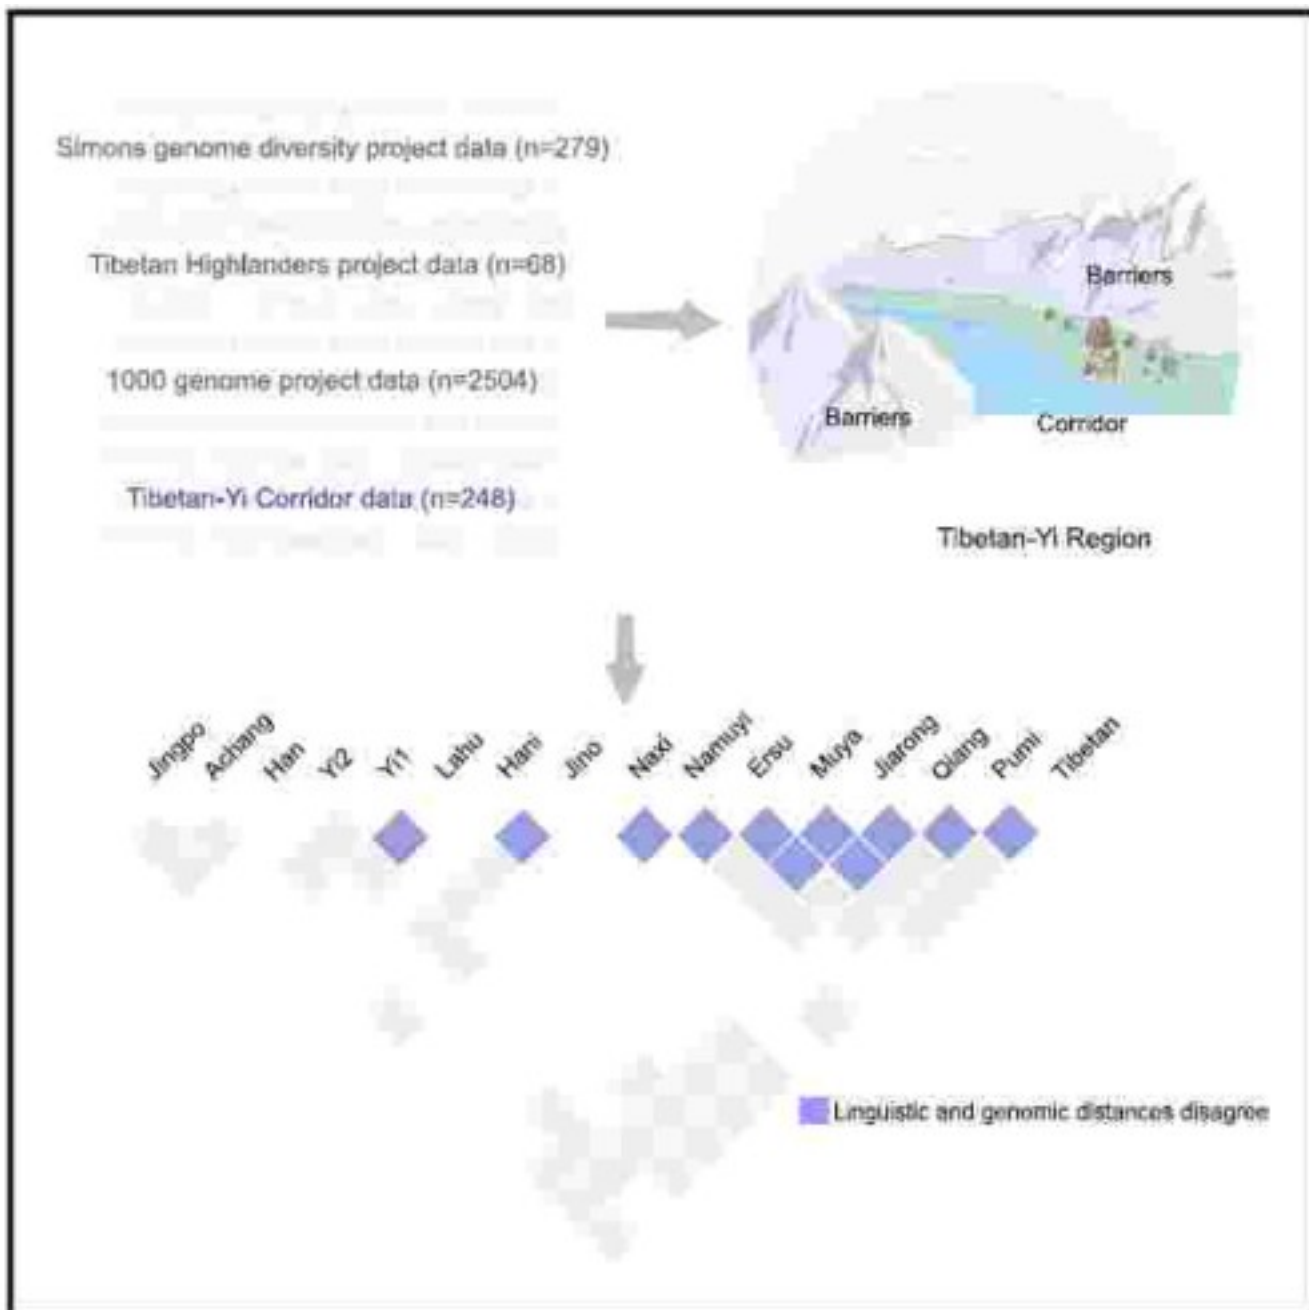 Simons genome diversity project data (n=279)
Tibetan Highlanders project data (n=68)
1000 genome project data (n=2504)
Tibetan-Yi Corridor data (n=248)
Barriers
Barriers
Corridor
Tibetan-Yi Region
Jingpo
Achang
Han
Yi2
Yi1
Lahu
Hani
Jino
Naxi
Namuyi
Ersu
Muya
Jiarong
Qiang
Pumi
Tibetan
Linguistic and genomic distances disagree